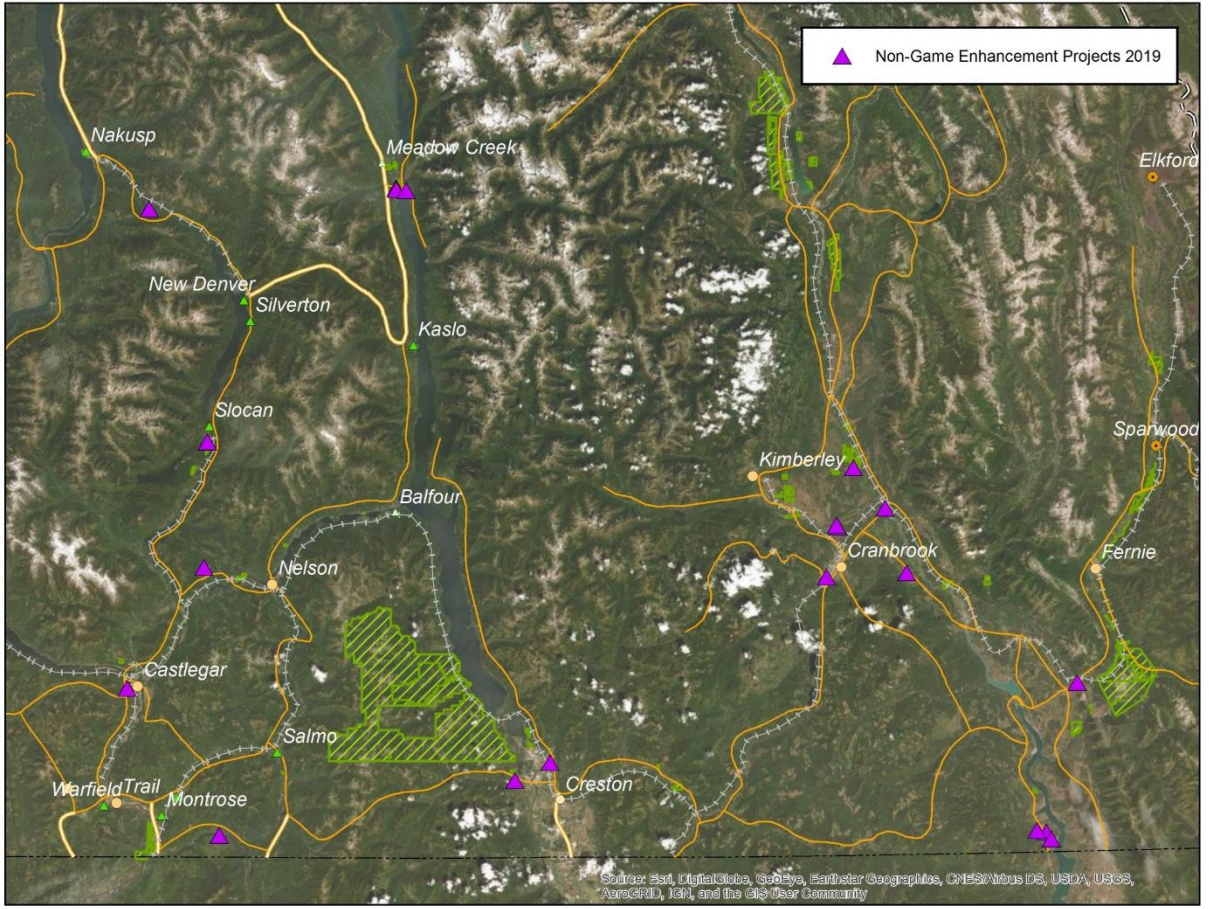 Non-Game Enhancement Projects 2019
Nakusp
Meadow Creek
Elkford
New Denver
Silverton
Kaslo
Slocan
Sparwood
Kimberley
Balfour
Cranbrook
Fernie
Nelson
Castlegar
Salmo
Creston
Warfield
Trail
Montrose
Source: Esri, DigitalGlobe, GeoEye, Earthstar Geographics, CNES/Airbus DS, USDA, USGS,
AeroGRID, IGN, and the GIS User Community